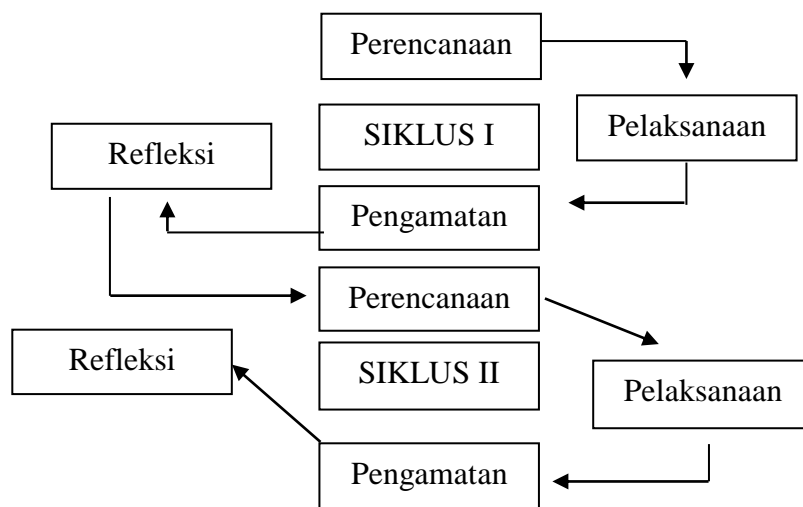 Perencanaan
Pelaksanaan
SIKLUS I
Refleksi
Pengamatan
Perencanaan
Refleksi
SIKLUS II
Pelaksanaan
Pengamatan